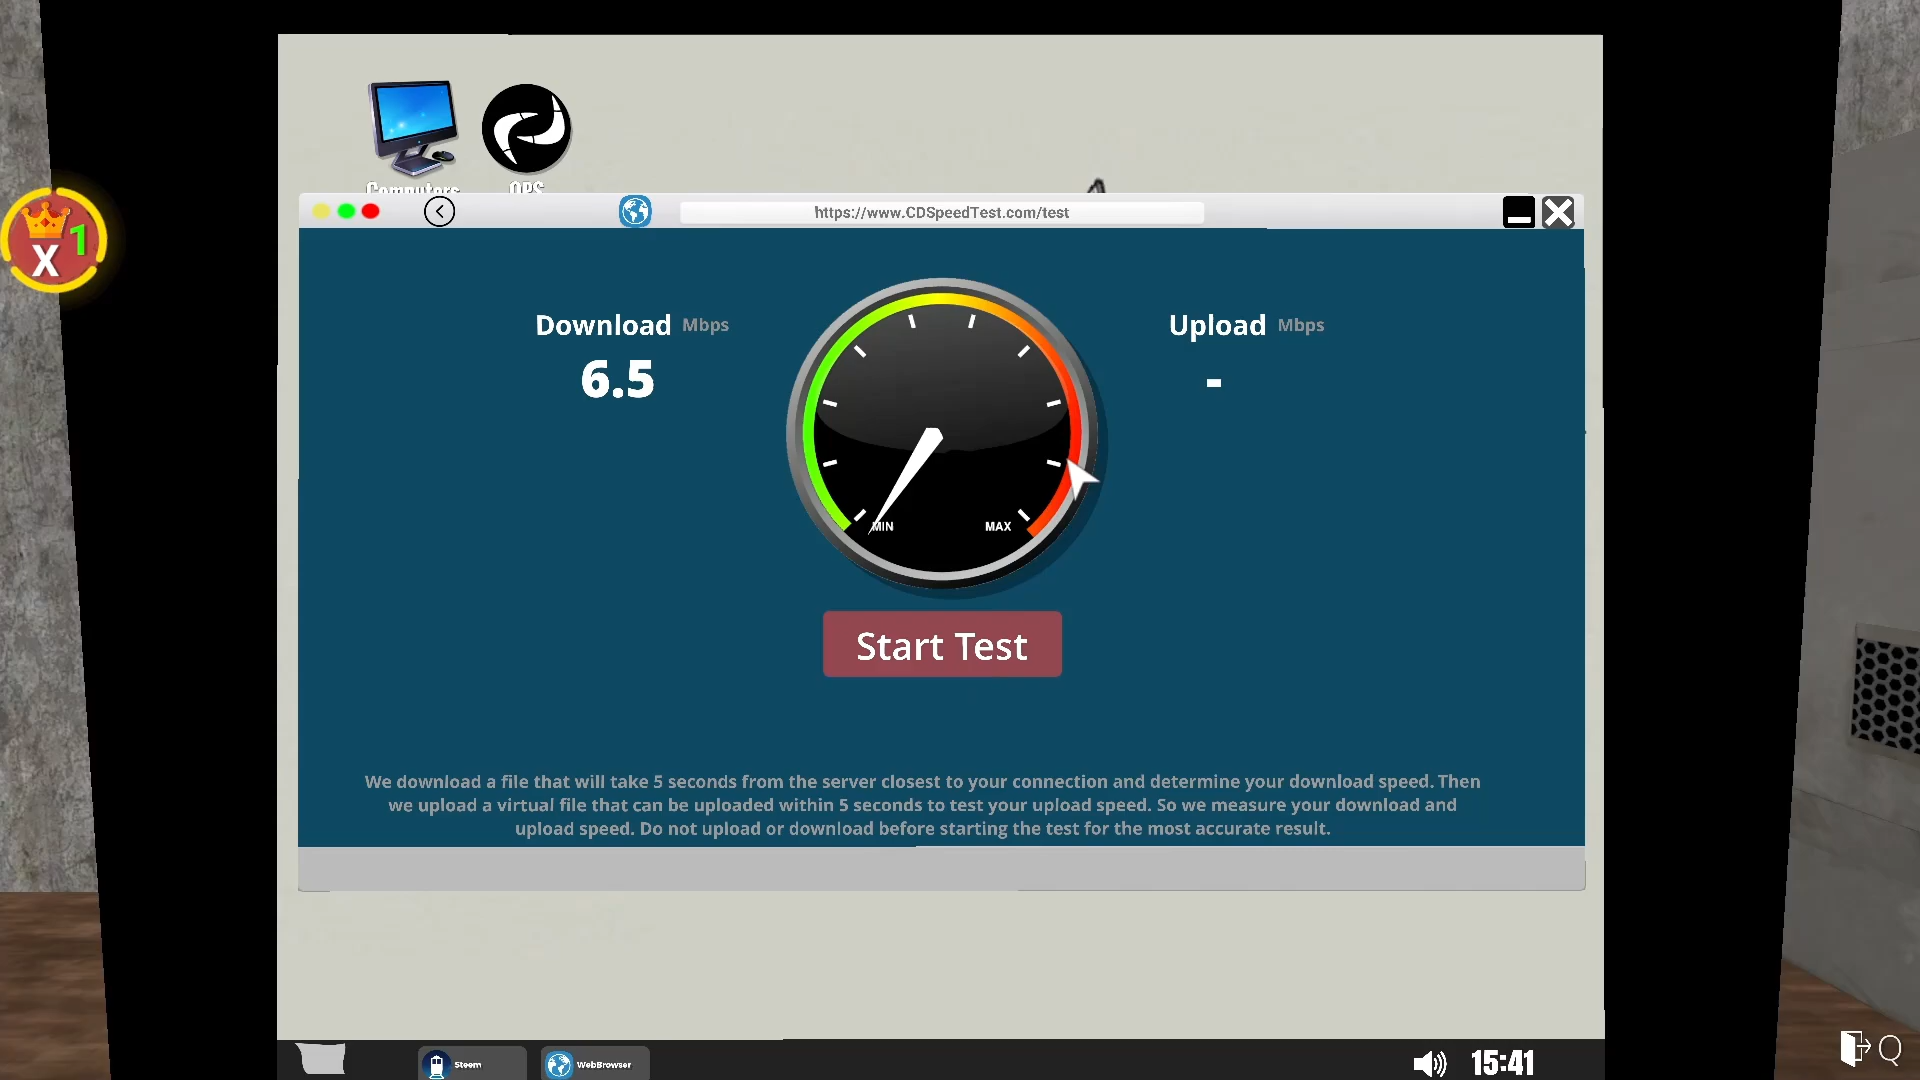 X 1
https://www.CDSpeedTest.com/test
Download Mbps
6.5
Upload Mbps
-
MIN
MAX
Start Test
We download a file that will take 5 seconds from the server closest to your connection and determine your download speed. Then
we upload a virtual file that can be uploaded within 5 seconds to test your upload speed. So we measure your download and
upload speed. Do not upload or download before starting the test for the most accurate result.
Steem
WebBrowser
15:41
Q